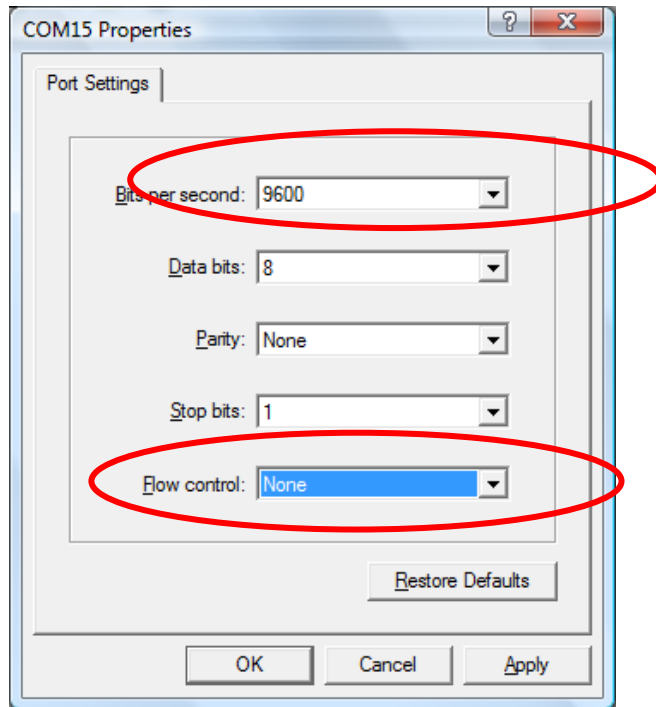 COM15 Properties
Port Settings
Bits per second: 9600
Data bits: 8
Parity: None
Stop bits: 1
Flow control: None
Restore Defaults
OK Cancel Apply